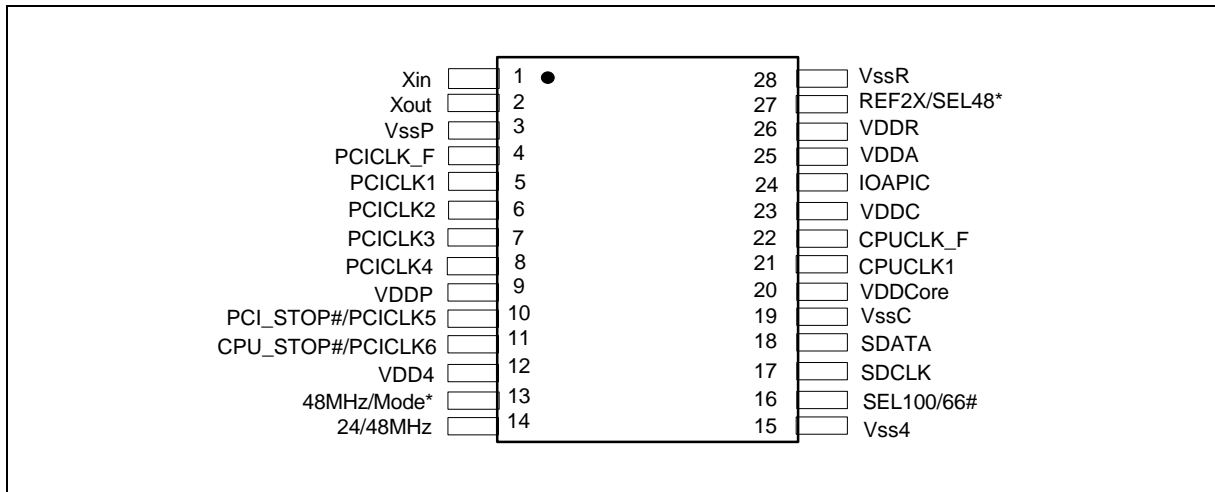 Xin 1 28 VssR
Xout 2 27 REF2X/SEL48*
VssP 3 26 VDDR
PCICLK_F 4 25 VDDA
PCICLK1 5 24 IOAPIC
PCICLK2 6 23 VDDC
PCICLK3 7 22 CPUCLK_F
PCICLK4 8 21 CPUCLK1
VDDP 9 20 VDDCore
PCI_STOP#/PCICLK5 10 19 VssC
CPU_STOP#/PCICLK6 11 18 SDATA
VDD4 12 17 SDCLK
48MHz/Mode* 13 16 SEL100/66#
24/48MHz 14 15 Vss4